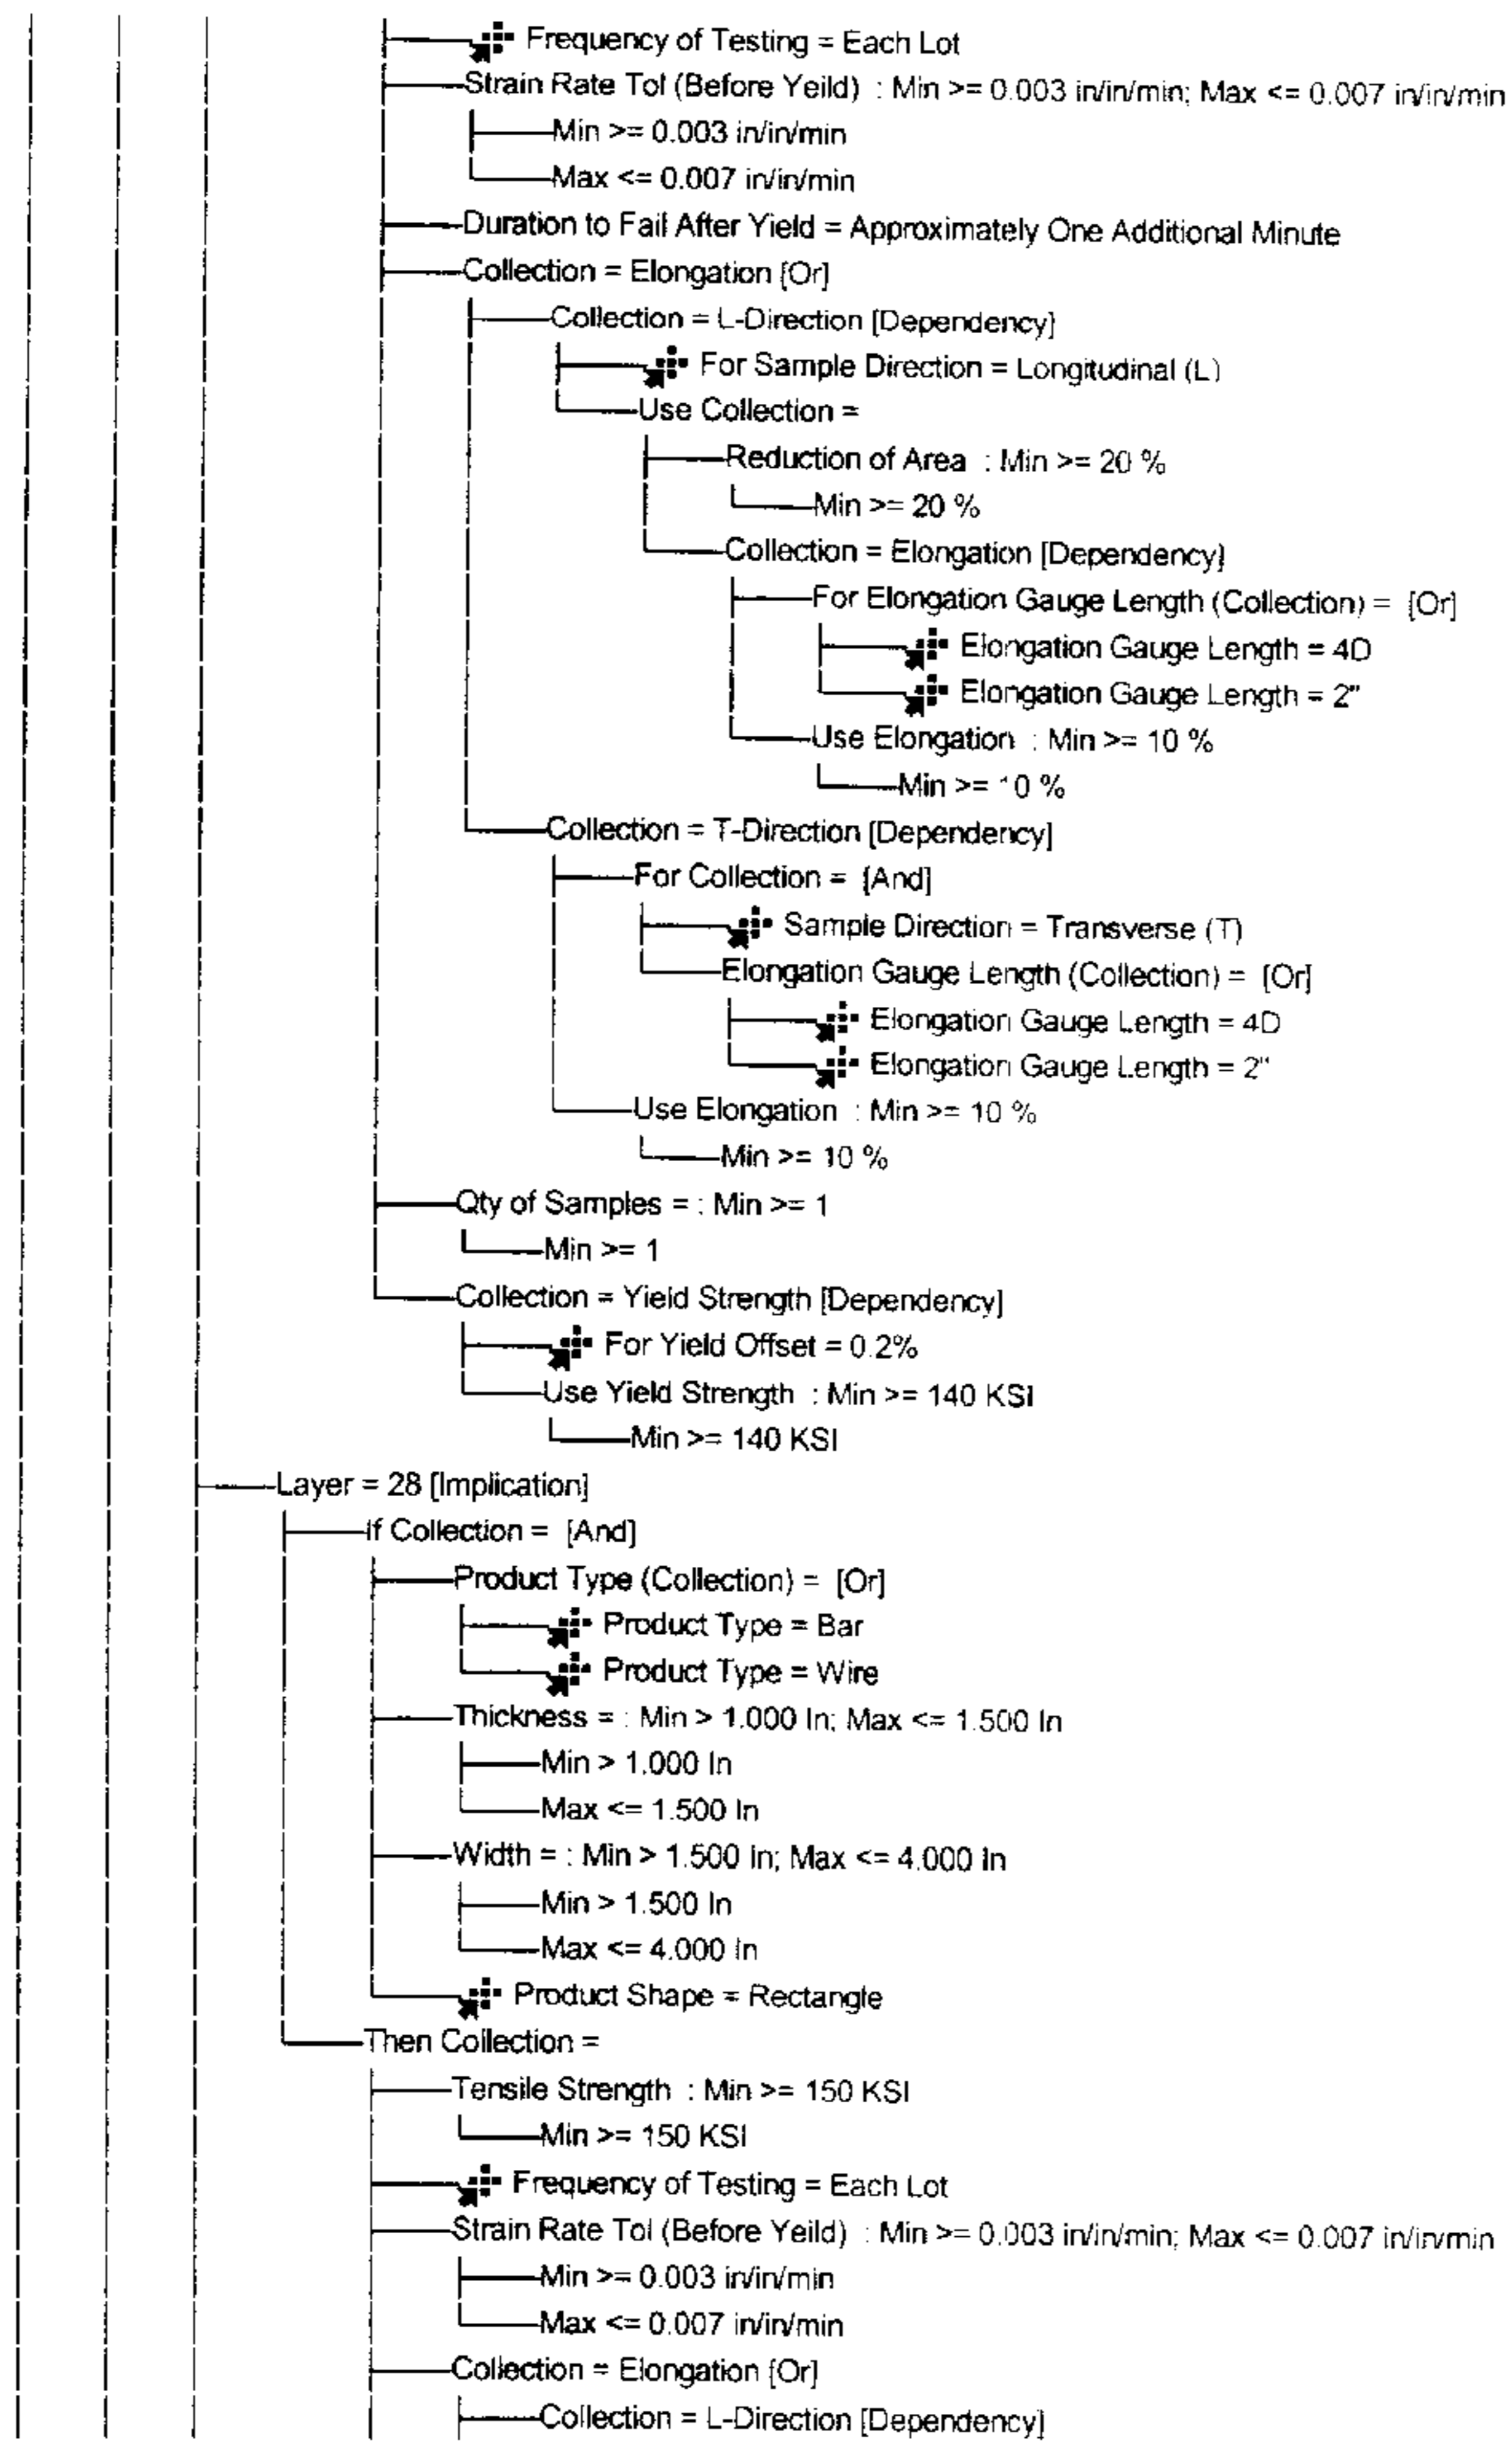 Frequency of Testing = Each Lot
Strain Rate Tol (Before Yeild) : Min >= 0.003 in/in/min; Max <= 0.007 in/in/min
Min >= 0.003 in/in/min
Max <= 0.007 in/in/min
Duration to Fail After Yield = Approximately One Additional Minute
Collection = Elongation [Or]
Collection = L-Direction [Dependency]
For Sample Direction = Longitudinal (L)
Use Collection =
Reduction of Area : Min >= 20 %
Min >= 20 %
Collection = Elongation [Dependency]
For Elongation Gauge Length (Collection) = [Or]
Elongation Gauge Length = 4D
Elongation Gauge Length = 2"
Use Elongation : Min >= 10 %
Min >= 10 %
Collection = T-Direction [Dependency]
For Collection = [And]
Sample Direction = Transverse (T)
Elongation Gauge Length (Collection) = [Or]
Elongation Gauge Length = 4D
Elongation Gauge Length = 2"
Use Elongation : Min >= 10 %
Min >= 10 %
Qty of Samples = : Min >= 1
Min >= 1
Collection = Yield Strength [Dependency]
For Yield Offset = 0.2%
Use Yield Strength : Min >= 140 KSI
Min >= 140 KSI
Layer = 28 [Implication]
If Collection = [And]
Product Type (Collection) = [Or]
Product Type = Bar
Product Type = Wire
Thickness = : Min > 1.000 In; Max <= 1.500 In
Min > 1.000 In
Max <= 1.500 In
Width = : Min > 1.500 In; Max <= 4.000 In
Min > 1.500 In
Max <= 4.000 In
Product Shape = Rectangle
Then Collection =
Tensile Strength : Min >= 150 KSI
Min >= 150 KSI
Frequency of Testing = Each Lot
Strain Rate Tol (Before Yeild) : Min >= 0.003 in/in/min; Max <= 0.007 in/in/min
Min >= 0.003 in/in/min
Max <= 0.007 in/in/min
Collection = Elongation [Or]
Collection = L-Direction [Dependency]